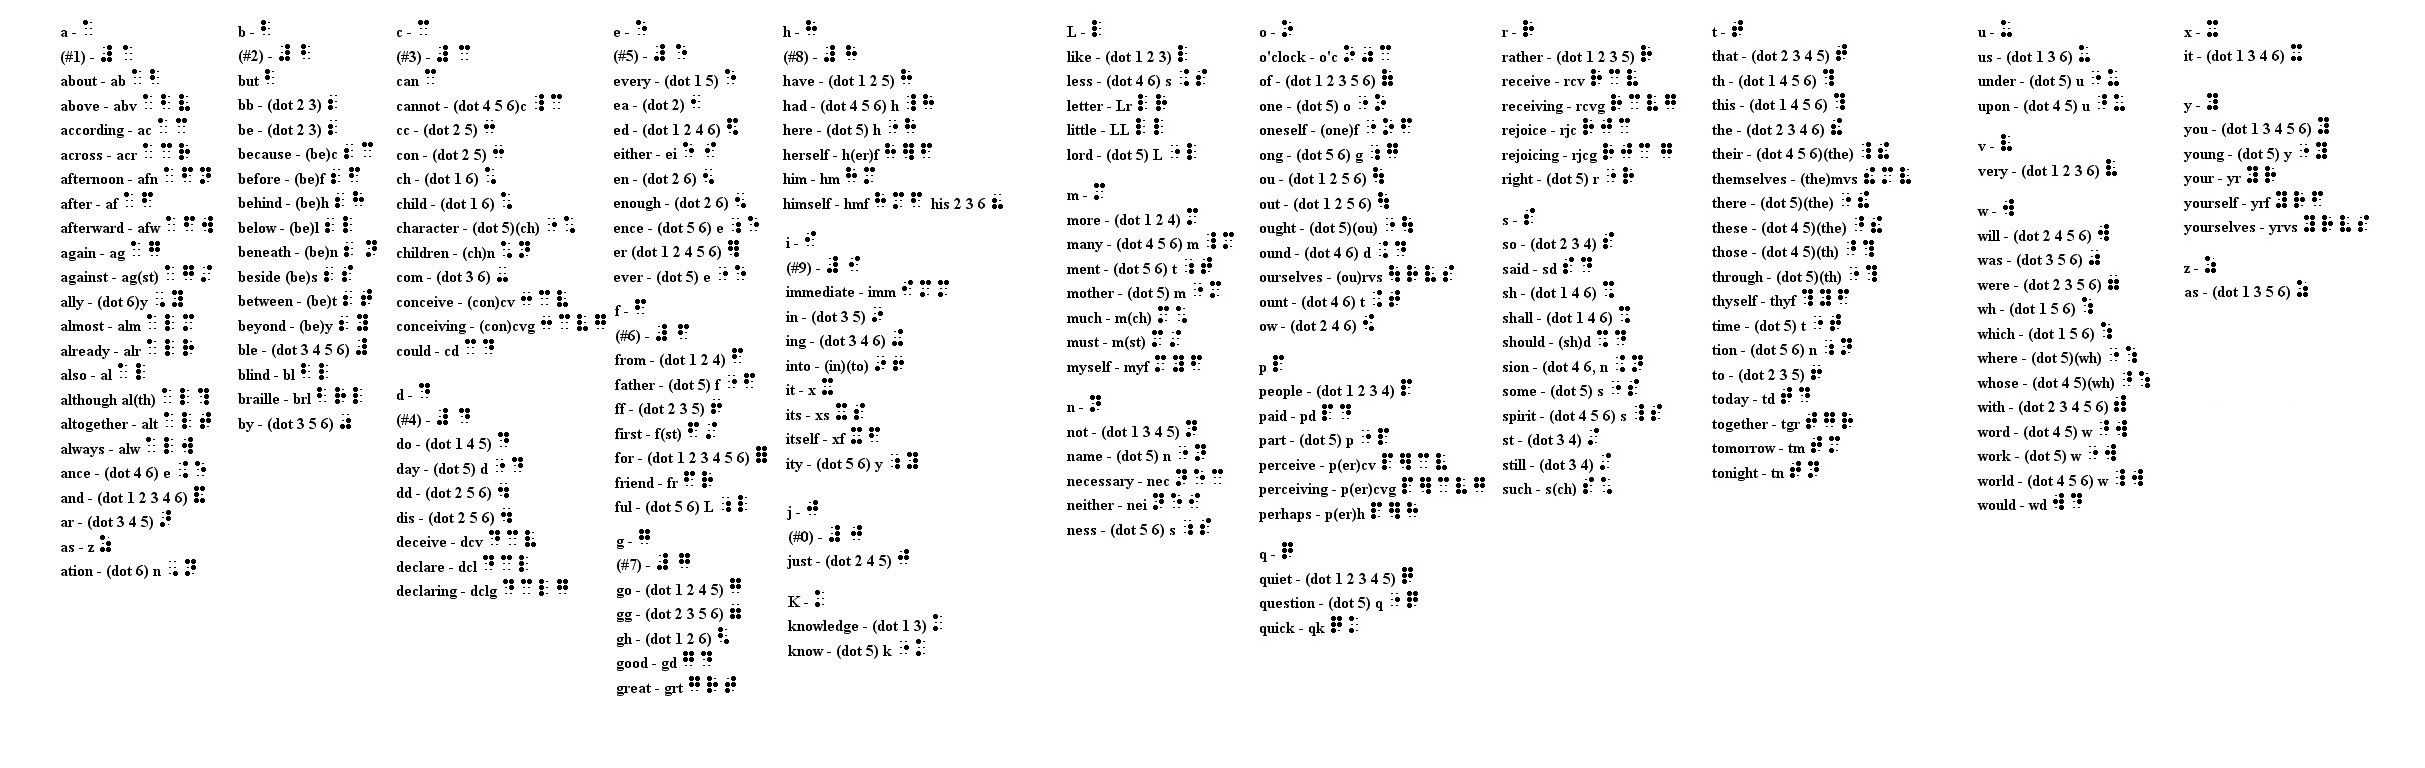 a - ⠁
(#1) - ⠼⠁
about - ab ⠁⠃
above - abv ⠁⠃⠧
according - ac ⠁⠉
across - acr ⠁⠉⠗
afternoon - afn ⠁⠋⠝
after - af ⠁⠋
afterward - afw ⠁⠋⠺
again - ag ⠁⠛
against - ag(st) ⠁⠛⠌
ally - (dot 6)y ⠠⠽
almost - alm ⠁⠇⠍
already - alr ⠁⠇⠗
also - al ⠁⠇
although al(th) ⠁⠇⠹
altogether - alt ⠁⠇⠞
always - alw ⠁⠇⠺
ance - (dot 4 6) e ⠨⠑
and - (dot 1 2 3 4 6) ⠯
ar - (dot 3 4 5) ⠜
as - z ⠵
ation - (dot 6) n ⠠⠝
b - ⠃
(#2) - ⠼⠃
but ⠃
bb - (dot 2 3) ⠆
be - (dot 2 3) ⠆
because - (be)c ⠆⠉
before - (be)f ⠆⠋
behind - (be)h ⠆⠓
below - (be)l ⠆⠇
beneath - (be)n ⠆⠝
beside (be)s ⠆⠎
between - (be)t ⠆⠞
beyond - (be)y ⠆⠽
ble - (dot 3 4 5 6) ⠼
blind - bl ⠃⠇
braille - brl ⠃⠗⠇
by - (dot 3 5 6) ⠴
c - ⠉
(#3) - ⠼⠉
can ⠉
cannot - (dot 4 5 6)c ⠸⠉
cc - (dot 2 5) ⠒
con - (dot 2 5) ⠒
ch - (dot 1 6) ⠡
child - (dot 1 6) ⠡
character - (dot 5)(ch) ⠐⠡
children - (ch)n ⠡⠝
com - (dot 3 6) ⠤
conceive - (con)cv ⠒⠉⠧
conceiving - (con)cvg ⠒⠉⠧⠛
could - cd ⠉⠙
d - ⠙
(#4) - ⠼⠙
do - (dot 1 4 5) ⠙
day - (dot 5) d ⠐⠙
dd - (dot 2 5 6) ⠲
dis - (dot 2 5 6) ⠲
deceive - dcv ⠙⠉⠧
declare - dcl ⠙⠉⠇
declaring - dclg ⠙⠉⠇⠛
e - ⠑
(#5) - ⠼⠑
every - (dot 1 5) ⠑
ea - (dot 2) ⠂
ed - (dot 1 2 4 6) ⠫
either - ei ⠑⠊
en - (dot 2 6) ⠢
enough - (dot 2 6) ⠢
ence - (dot 5 6) e ⠰⠑
er (dot 1 2 4 5 6) ⠻
ever - (dot 5) e ⠐⠑
f - ⠋
(#6) - ⠼⠋
from - (dot 1 2 4) ⠋
father - (dot 5) f ⠐⠋
ff - (dot 2 3 5) ⠖
first - f(st) ⠋⠌
for - (dot 1 2 3 4 5 6) ⠿
friend - fr ⠋⠗
ful - (dot 5 6) L ⠰⠇
g - ⠛
(#7) - ⠼⠛
go - (dot 1 2 4 5) ⠛
gg - (dot 2 3 5 6) ⠶
gh - (dot 1 2 6) ⠣
good - gd ⠛⠙
great - grt ⠛⠗⠞
h - ⠓
(#8) - ⠼⠓
have - (dot 1 2 5) ⠓
had - (dot 4 5 6) h ⠸⠓
here - (dot 5) h ⠐⠓
herself - h(er)f ⠓⠻⠋
him - hm ⠓⠍
himself - hmf ⠓⠍⠋ his 2 3 6 ⠦
i - ⠊
(#9) - ⠼⠊
immediate - imm ⠊⠍⠍
in - (dot 3 5) ⠔
ing - (dot 3 4 6) ⠬
into - (in)(to) ⠔⠖
it - x ⠭
its - xs ⠭⠎
itself - xf ⠭⠋
ity - (dot 5 6) y ⠰⠽
j - ⠚
(#0) - ⠼⠚
just - (dot 2 4 5) ⠚
K - ⠅
knowledge - (dot 1 3) ⠅
know - (dot 5) k ⠐⠅
L - ⠇
like - (dot 1 2 3) ⠇
less - (dot 4 6) s ⠨⠎
letter - Lr ⠇⠗
little - LL ⠇⠇
lord - (dot 5) L ⠐⠇
m - ⠍
more - (dot 1 2 4) ⠍
many - (dot 4 5 6) m ⠸⠍
ment - (dot 5 6) t ⠰⠞
mother - (dot 5) m ⠐⠍
much - m(ch) ⠍⠡
must - m(st) ⠍⠌
myself - myf ⠍⠽⠋
n - ⠝
not - (dot 1 3 4 5) ⠝
name - (dot 5) n ⠐⠝
necessary - nec ⠝⠑⠉
neither - nei ⠝⠑⠊
ness - (dot 5 6) s ⠰⠎
o - ⠕
o'clock - o'c ⠕⠄⠉
of - (dot 1 2 3 5 6) ⠷
one - (dot 5) o ⠐⠕
oneself - (one)f ⠐⠕⠋
ong - (dot 5 6) g ⠰⠛
ou - (dot 1 2 5 6) ⠳
out - (dot 1 2 5 6) ⠳
ought - (dot 5)(ou) ⠐⠳
ound - (dot 4 6) d ⠨⠙
ourselves - (ou)rvs ⠳⠗⠧⠎
ount - (dot 4 6) t ⠨⠞
ow - (dot 2 4 6) ⠪
p ⠏
people - (dot 1 2 3 4) ⠏
paid - pd ⠏⠙
part - (dot 5) p ⠐⠏
perceive - p(er)cv ⠏⠻⠉⠧
perceiving - p(er)cvg ⠏⠻⠉⠧⠛
perhaps - p(er)h ⠏⠻⠓
q - ⠟
quiet - (dot 1 2 3 4 5) ⠟
question - (dot 5) q ⠐⠟
quick - qk ⠟⠅
r - ⠗
rather - (dot 1 2 3 5) ⠗
receive - rcv ⠗⠉⠧
receiving - rcvg ⠗⠉⠧⠛
rejoice - rjc ⠗⠚⠉
rejoicing - rjcg ⠗⠚⠉⠛
right - (dot 5) r ⠐⠗
s - ⠎
so - (dot 2 3 4) ⠎
said - sd ⠎⠙
sh - (dot 1 4 6) ⠩
shall - (dot 1 4 6) ⠩
should - (sh)d ⠩⠙
sion - (dot 4 6, n ⠨⠝
some - (dot 5) s ⠐⠎
spirit - (dot 4 5 6) s ⠸⠎
st - (dot 3 4) ⠌
still - (dot 3 4) ⠌
such - s(ch) ⠎⠡
t - ⠞
that - (dot 2 3 4 5) ⠞
th - (dot 1 4 5 6) ⠹
this - (dot 1 4 5 6) ⠹
the - (dot 2 3 4 6) ⠮
their - (dot 4 5 6)(the) ⠸⠮
themselves - (the)mvs ⠮⠍⠧⠎
there - (dot 5)(the) ⠐⠮
these - (dot 4 5)(the) ⠘⠮
those - (dot 4 5)(th) ⠘⠹
through - (dot 5)(th) ⠐⠹
thyself - thyf ⠹⠽⠋
time - (dot 5) t ⠐⠞
tion - (dot 5 6) n ⠰⠝
to - (dot 2 3 5) ⠖
today - td ⠞⠙
together - tgr ⠞⠛⠗
tomorrow - tm ⠞⠍
tonight - tn ⠞⠝
u - ⠥
us - (dot 1 3 6) ⠥
under - (dot 5) u ⠐⠥
upon - (dot 4 5) u ⠘⠥
v - ⠧
very - (dot 1 2 3 6) ⠧
w - ⠺
will - (dot 2 4 5 6) ⠺
was - (dot 3 5 6) ⠴
were - (dot 2 3 5 6) ⠶
wh - (dot 1 5 6) ⠱
which - (dot 1 5 6) ⠱
where - (dot 5)(wh) ⠐⠱
whose - (dot 4 5)(wh) ⠘⠱
with - (dot 2 3 4 5 6) ⠾
word - (dot 4 5) w ⠘⠺
work - (dot 5) w ⠐⠺
world - (dot 4 5 6) w ⠸⠺
would - wd ⠺⠙
x - ⠭
it - (dot 1 3 4 6) ⠭
y - ⠽
you - (dot 1 3 4 5 6) ⠽
young - (dot 5) y ⠐⠽
your - yr ⠽⠗
yourself - yrf ⠽⠗⠋
yourselves - yrvs ⠽⠗⠧⠎
z - ⠵
as - (dot 1 3 5 6) ⠵